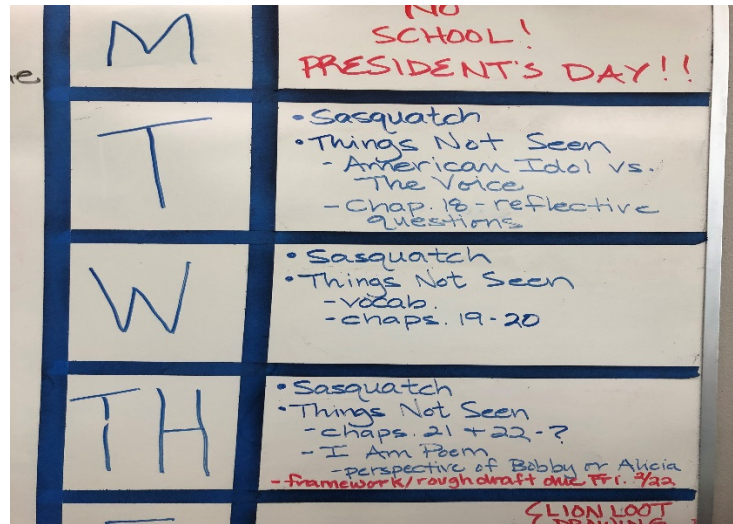 M
NO
SCHOOL!
PRESIDENT'S DAY!!
T
• Sasquatch
• Things Not Seen
- American Idol vs.
The Voice
- Chap. 18 - reflective
questions
W
• Sasquatch
• Things Not Seen
- vocab.
- chaps. 19-20
TH
• Sasquatch
• Things Not Seen
- chaps. 21 + 22 - ?
- I Am Poem
- perspective of Bobby or Alicia
- framework/rough draft due Fri. 2/22
LION LOOT
DRAWING